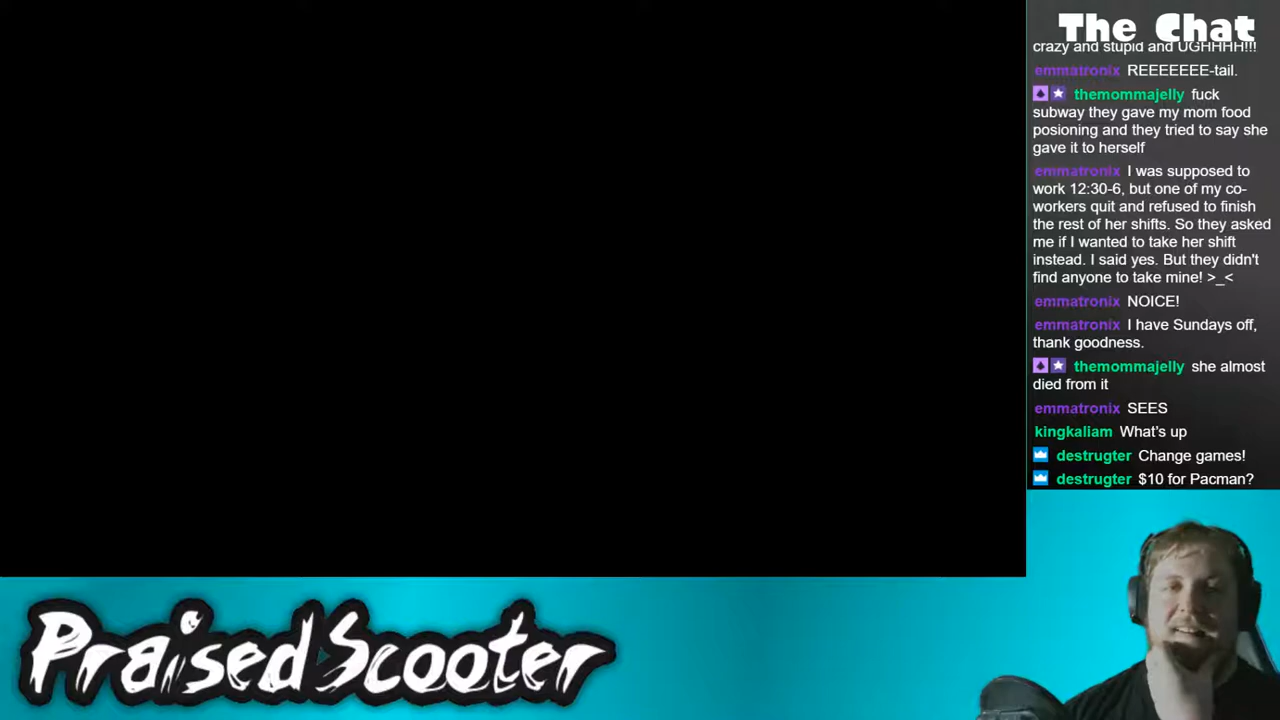 The Chat
crazy and stupid and UGHHHH!!!
emmatronix REEEEEEE-tail.
themommajelly fuck
subway they gave my mom food
posioning and they tried to say she
gave it to herself
emmatronix I was supposed to
work 12:30-6, but one of my co-
workers quit and refused to finish
the rest of her shifts. So they asked
me if I wanted to take her shift
instead. I said yes. But they didn't
find anyone to take mine! >_<
emmatronix NOICE!
emmatronix I have Sundays off,
thank goodness.
themommajelly she almost
died from it
emmatronix SEES
kingkaliam What's up
destrugter Change games!
destrugter $10 for Pacman?
Praised Scooter